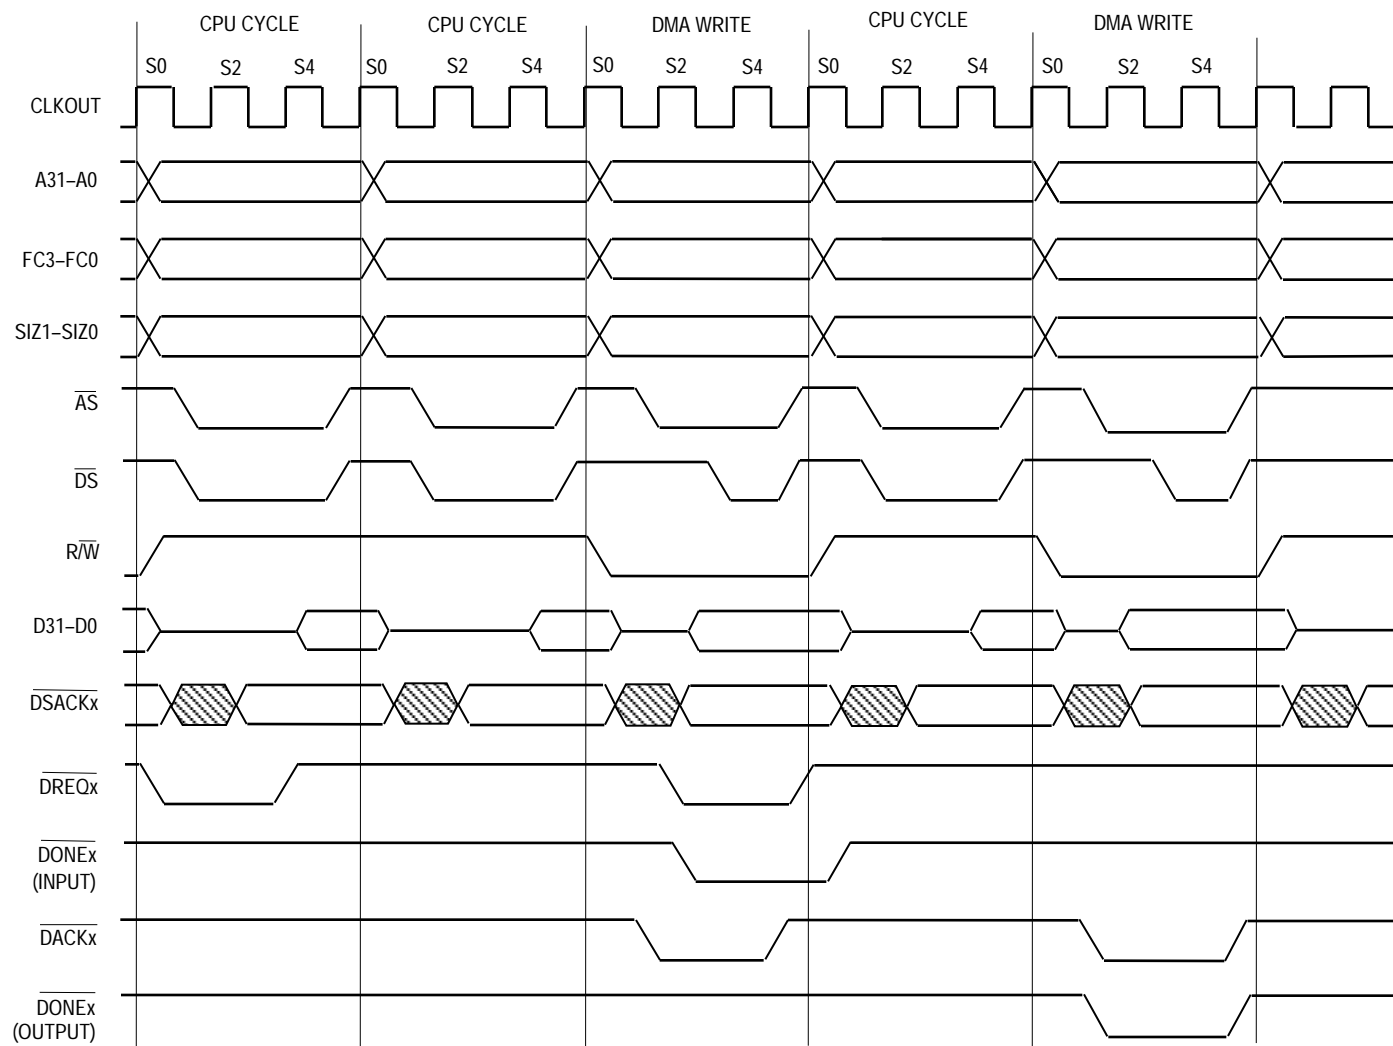 CPU CYCLE CPU CYCLE DMA WRITE CPU CYCLE DMA WRITE
S0 S2 S4 S0 S2 S4 S0 S2 S4 S0 S2 S4 S0 S2 S4
CLKOUT
A31–A0
FC3–FC0
SIZ1–SIZ0
AS
DS
R/W
D31–D0
DSACKx
DREQx
DONEx
(INPUT)
DACKx
DONEx
(OUTPUT)